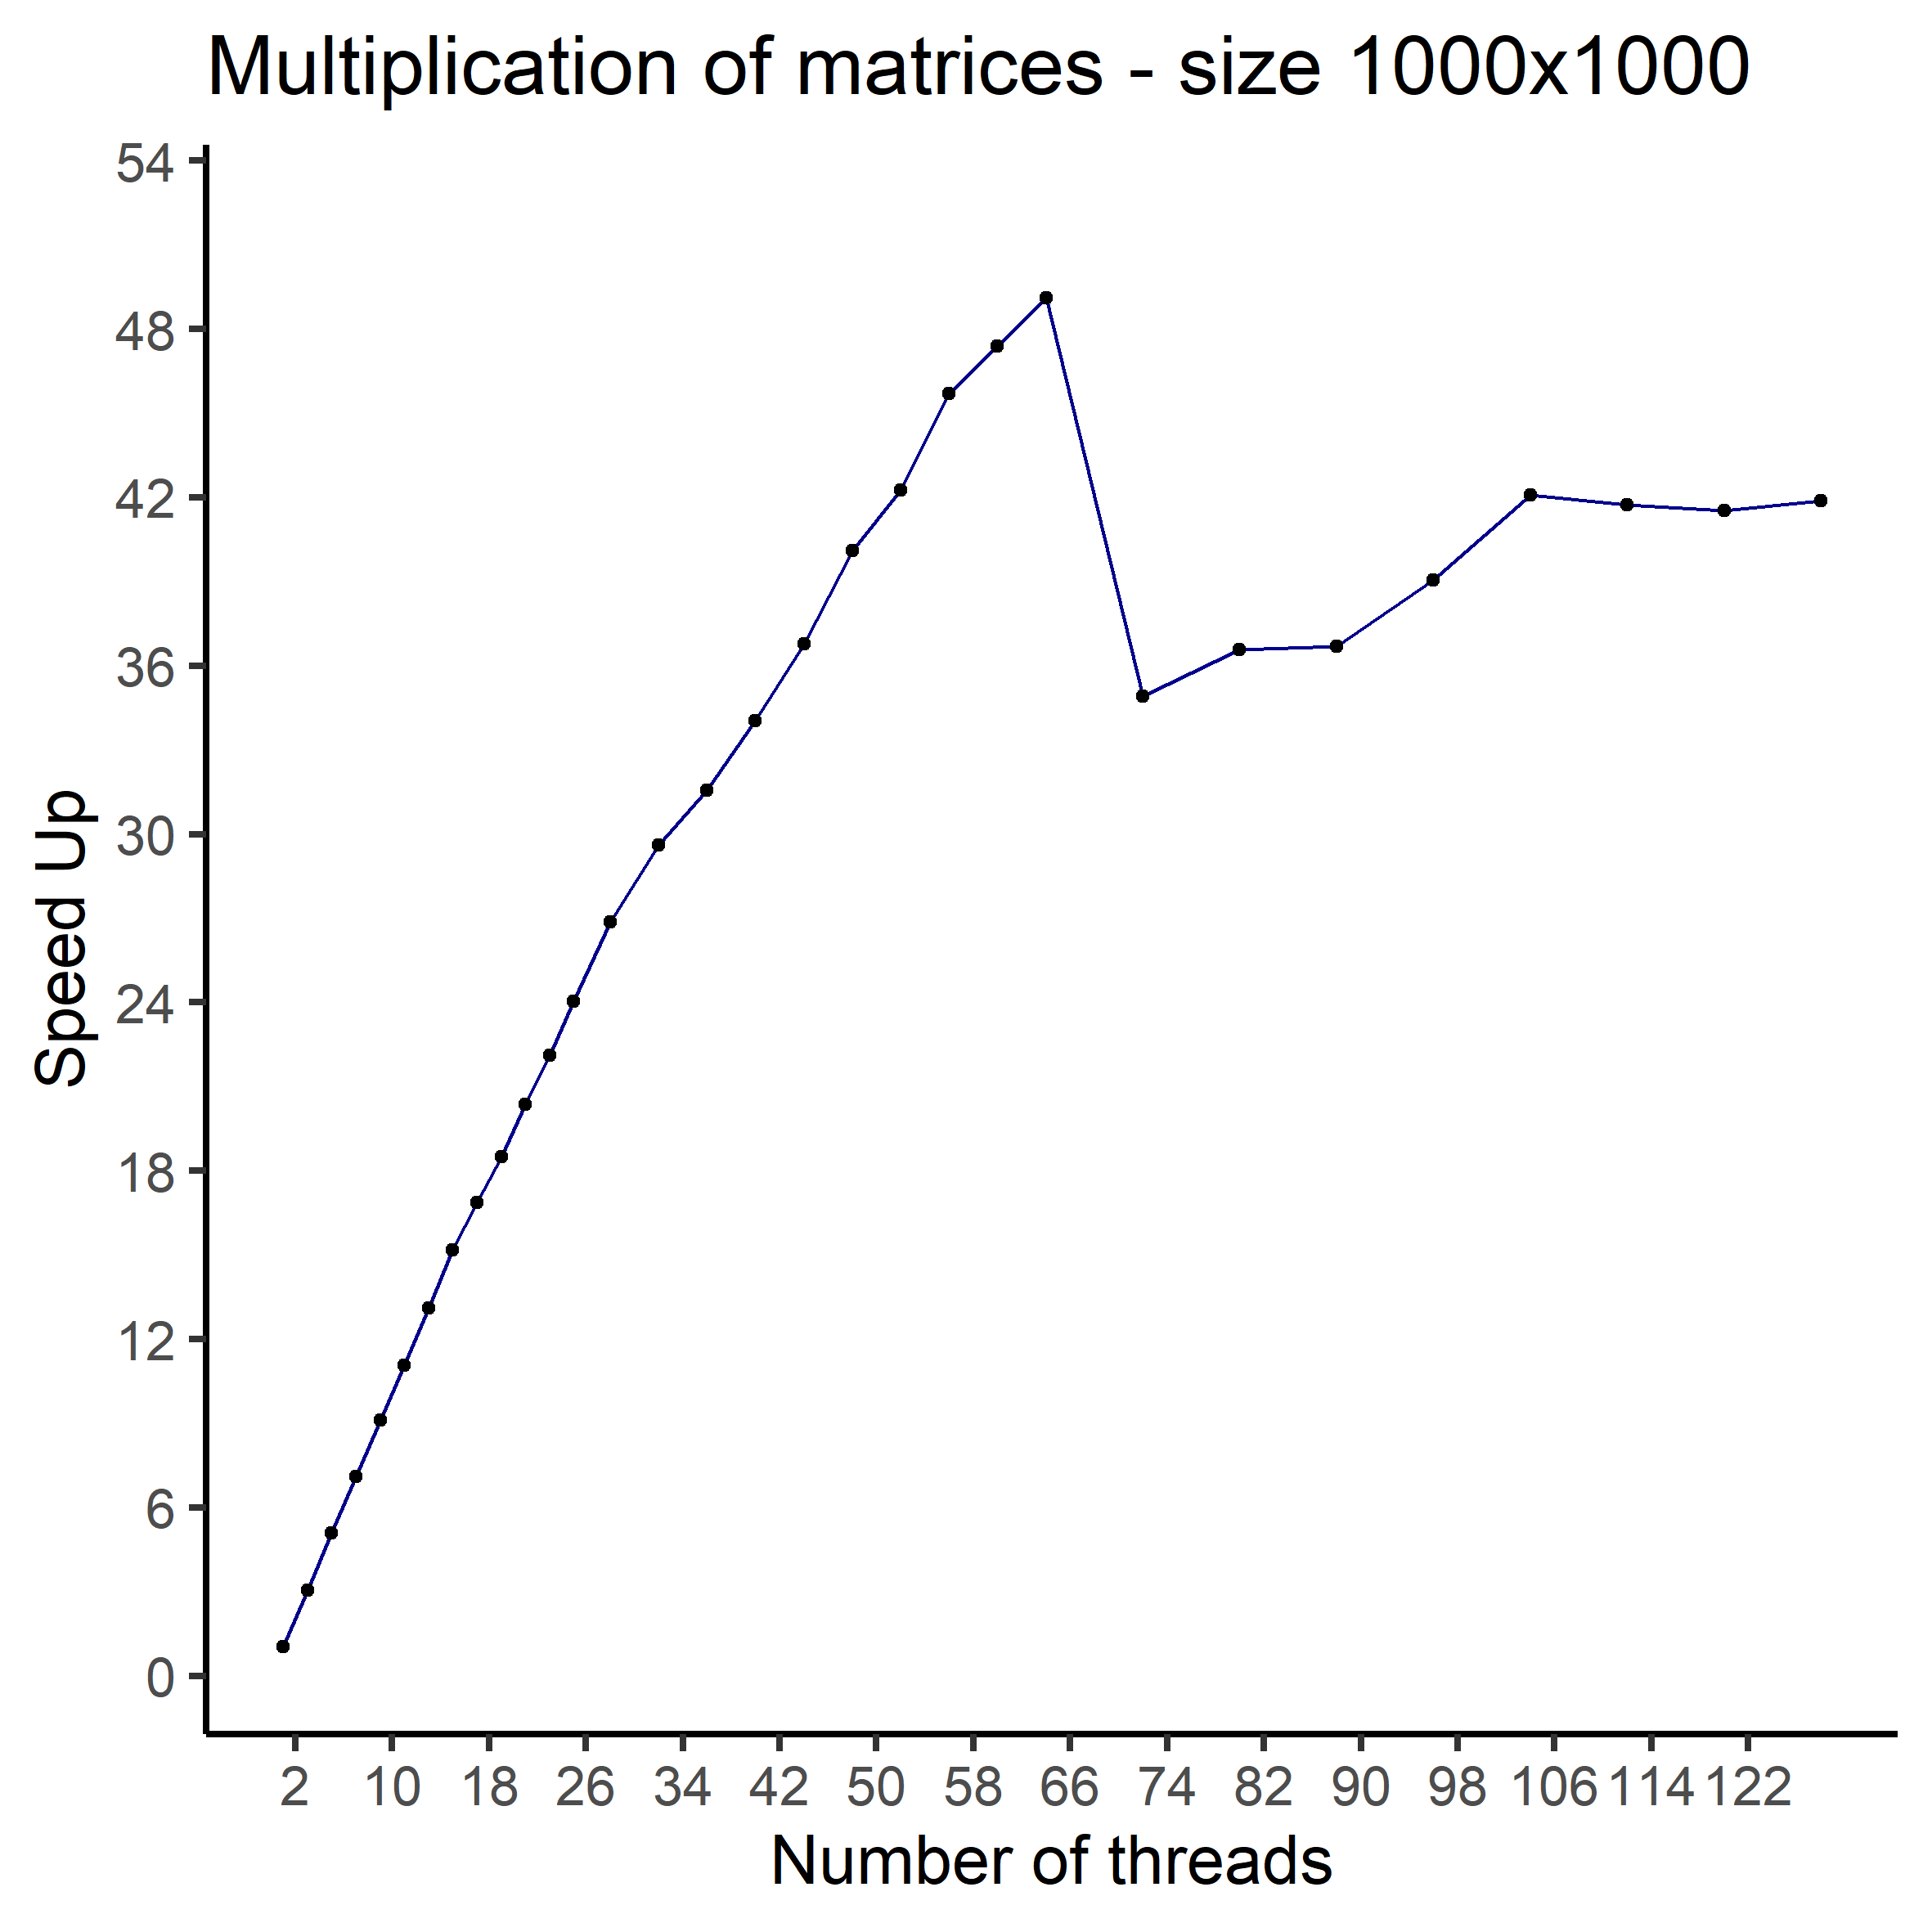 Multiplication of matrices - size 1000x1000
54
48
42
36
30
24
18
12
6
0
Speed Up
2 10 18 26 34 42 50 58 66 74 82 90 98 106 114 122
Number of threads